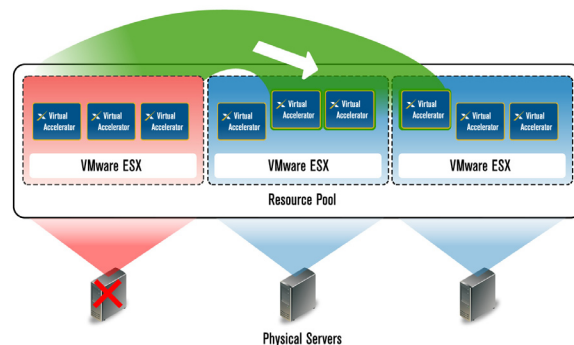 Virtual
Accelerator
Virtual
Accelerator
Virtual
Accelerator
VMware ESX
Virtual
Accelerator
Virtual
Accelerator
Virtual
Accelerator
VMware ESX
Virtual
Accelerator
Virtual
Accelerator
Virtual
Accelerator
VMware ESX
Resource Pool
Physical Servers